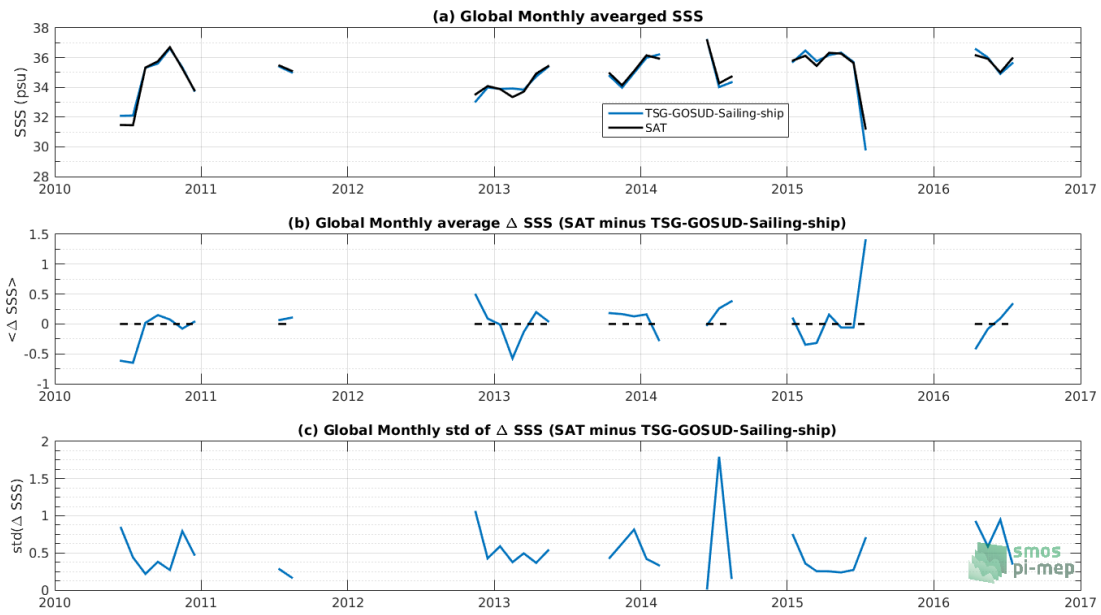 (a) Global Monthly avearged SSS
38
36
34
32
30
28
SSS (psu)
TSG-GOSUD-Sailing-ship
SAT
2010 2011 2012 2013 2014 2015 2016 2017
(b) Global Monthly average Δ SSS (SAT minus TSG-GOSUD-Sailing-ship)
1.5
1
0.5
0
-0.5
-1
<Δ SSS>
2010 2011 2012 2013 2014 2015 2016 2017
(c) Global Monthly std of Δ SSS (SAT minus TSG-GOSUD-Sailing-ship)
2
1.5
1
0.5
0
std(Δ SSS)
smos
pi-mep
2010 2011 2012 2013 2014 2015 2016 2017